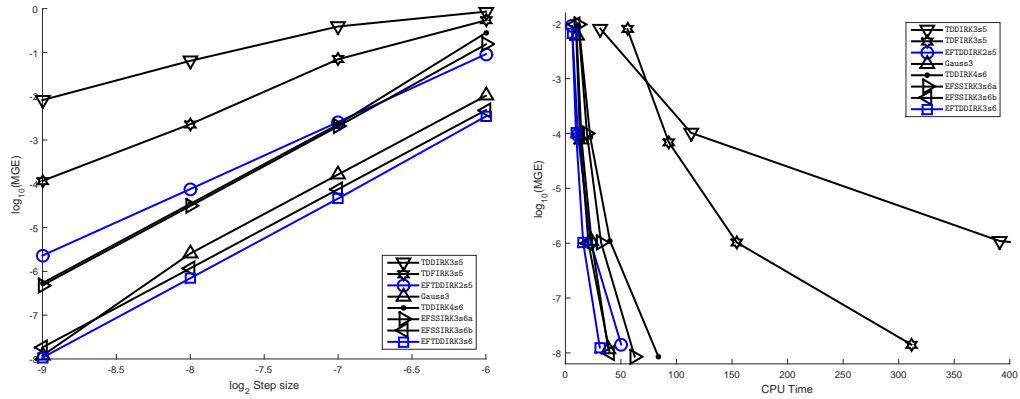 0
-1
-2
-3
-4
-5
-6
-7
-8
log10(MGE)
-9
-8.5
-8
-7.5
-7
-6.5
-6
log2 Step size
TDDIRK3s5
TDFIRK3s5
EFTDDIRK2s5
Gauss3
TDDIRK4s6
EFSSIRK3s6a
EFSSIRK3s6b
EFTDDIRK3s6
-2
-3
-4
-5
-6
-7
-8
log10(MGE)
0
50
100
150
200
250
300
350
400
CPU Time
TDDIRK3s5
TDFIRK3s5
EFTDDIRK2s5
Gauss3
TDDIRK4s6
EFSSIRK3s6a
EFSSIRK3s6b
EFTDDIRK3s6